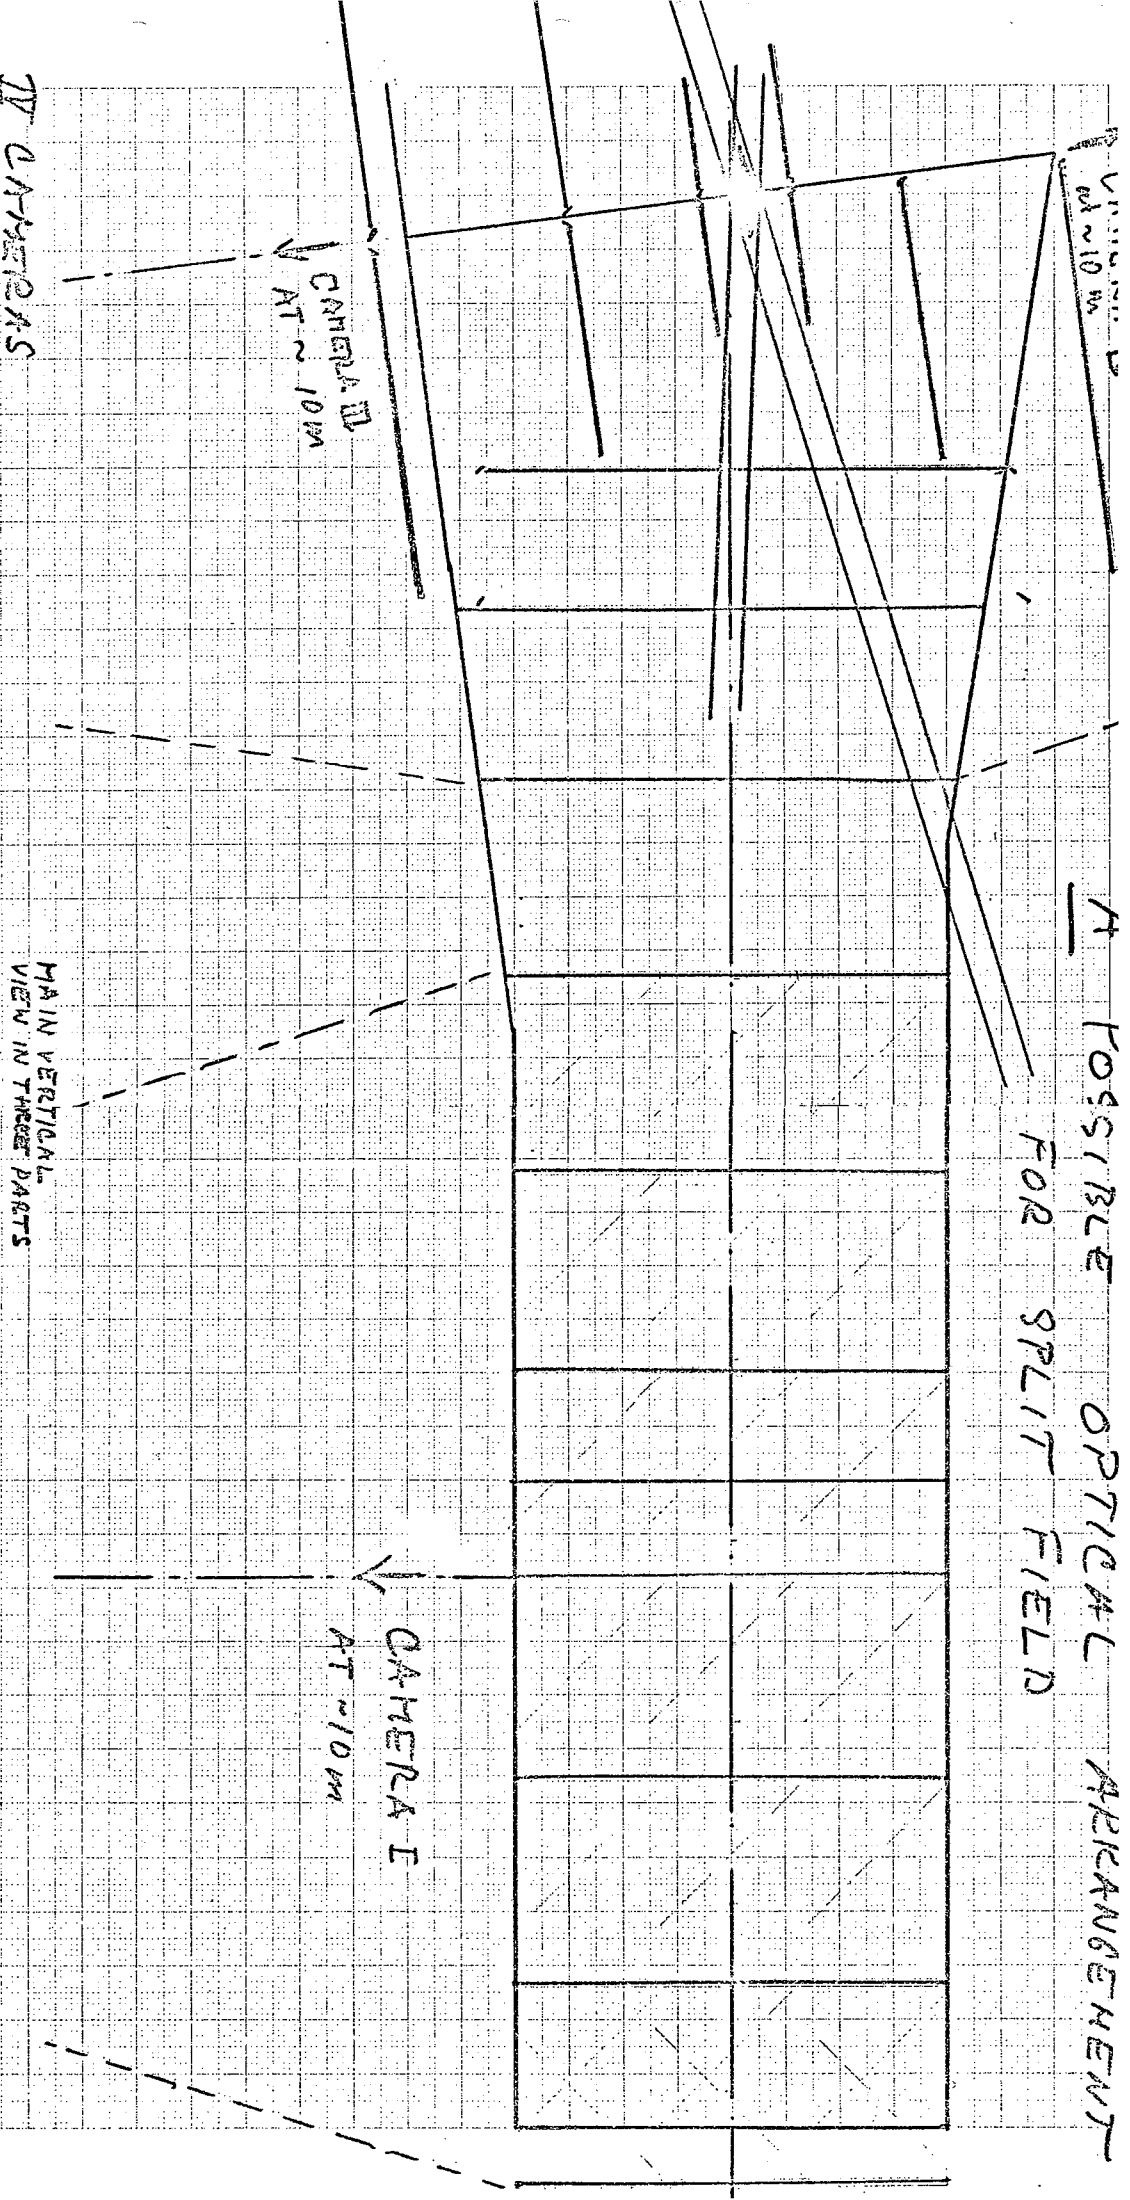 A POSSIBLE OPTICAL ARRANGEMENT
FOR SPLIT FIELD
at ~10 m
CAMERA III
AT ~ 10 m
CAMERA I
AT ~10 m
IV CAMERAS
MAIN VERTICAL
VIEW IN THREE PARTS